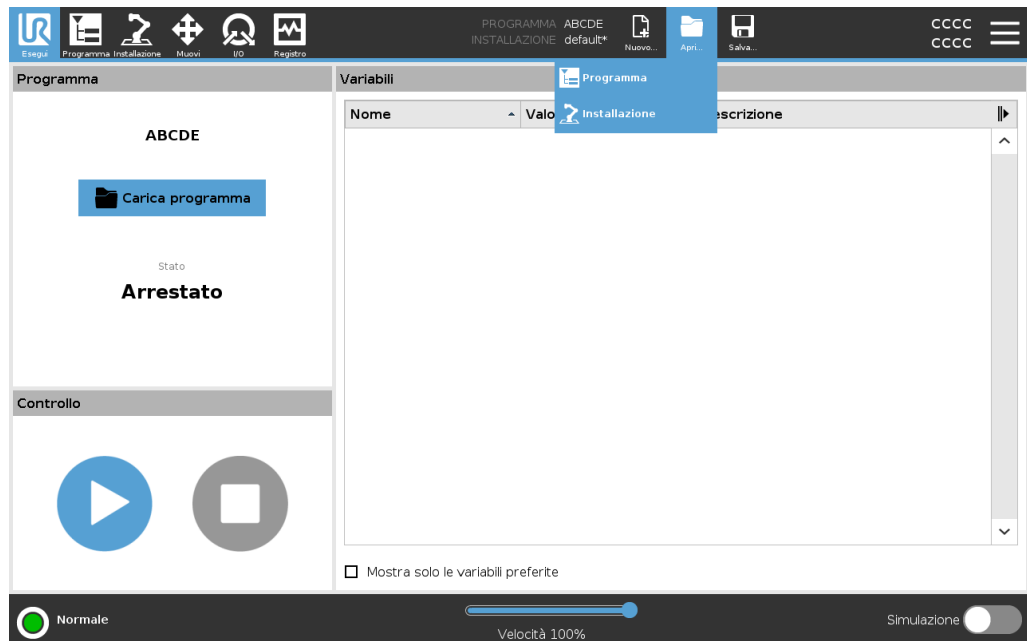 PROGRAMMA ABCDE
INSTALLAZIONE default*
CCCC
CCCC
Esegui Programma Installazione Muovi I/O Registro Nuovo... Apri... Salva...
Programma
Variabili
Programma
Installazione
Nome Valo escrizione
ABCDE
Carica programma
Stato
Arrestato
Controllo
Mostra solo le variabili preferite
Normale
Velocità 100%
Simulazione